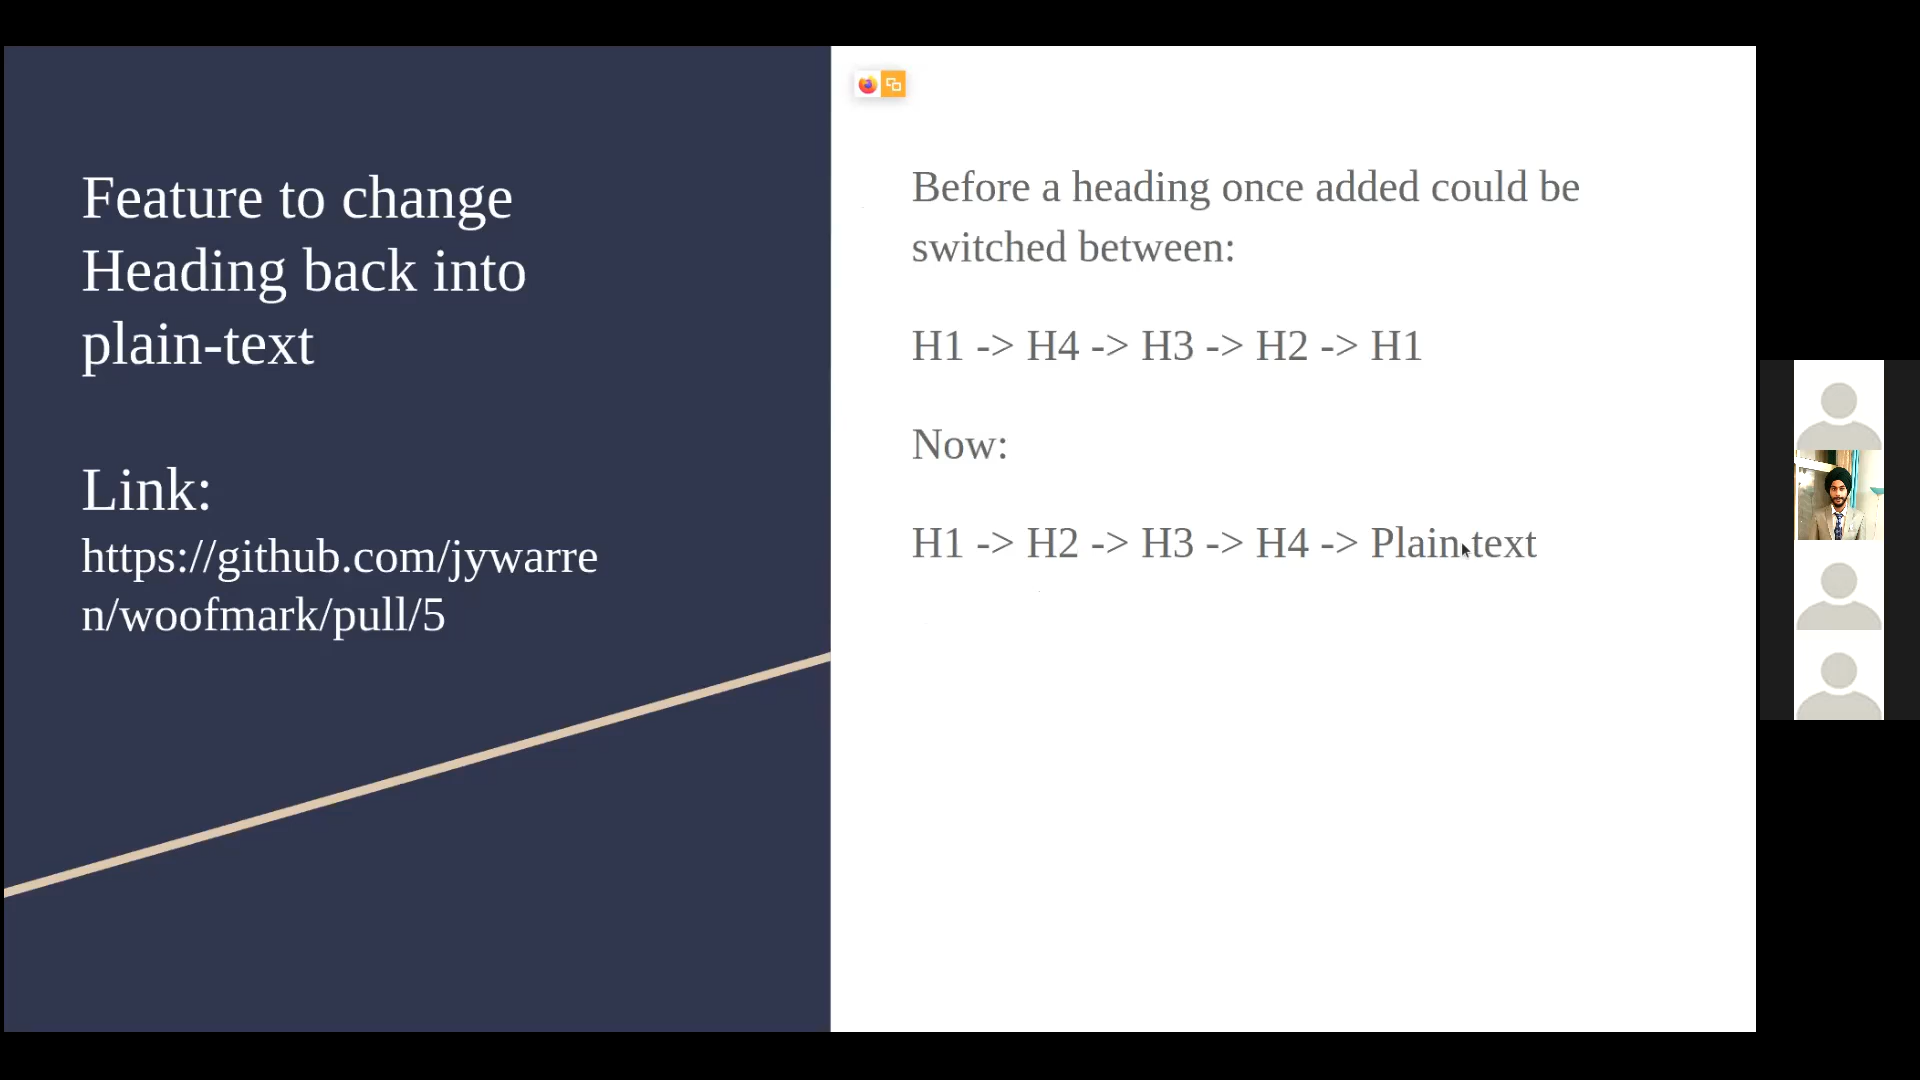 Feature to change
Heading back into
plain-text
Link:
https://github.com/jywarre
n/woofmark/pull/5
Before a heading once added could be
switched between:
H1 -> H4 -> H3 -> H2 -> H1
Now:
H1 -> H2 -> H3 -> H4 -> Plain-text